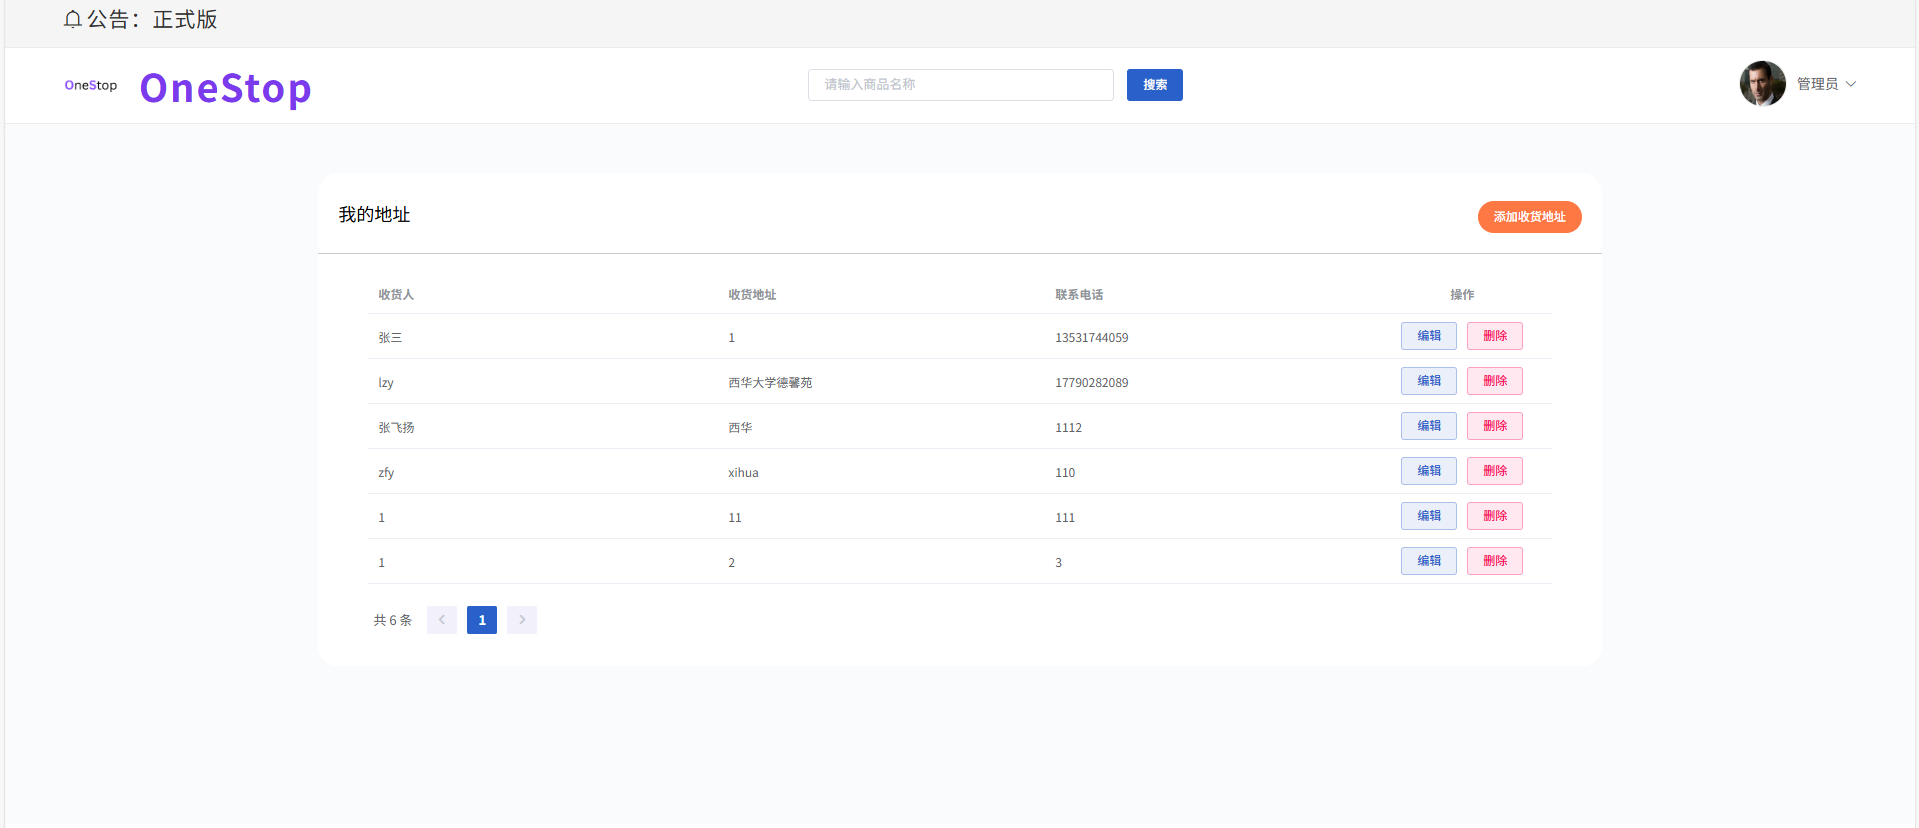 公告：正式版
OneStop OneStop 请输入商品名称 搜索 管理员
我的地址 添加收货地址
收货人 收货地址 联系电话 操作
张三 1 13531744059 编辑 删除
lzy 西华大学德馨苑 17790282089 编辑 删除
张飞扬 西华 1112 编辑 删除
zfy xihua 110 编辑 删除
1 11 111 编辑 删除
1 2 3 编辑 删除
共 6 条 1